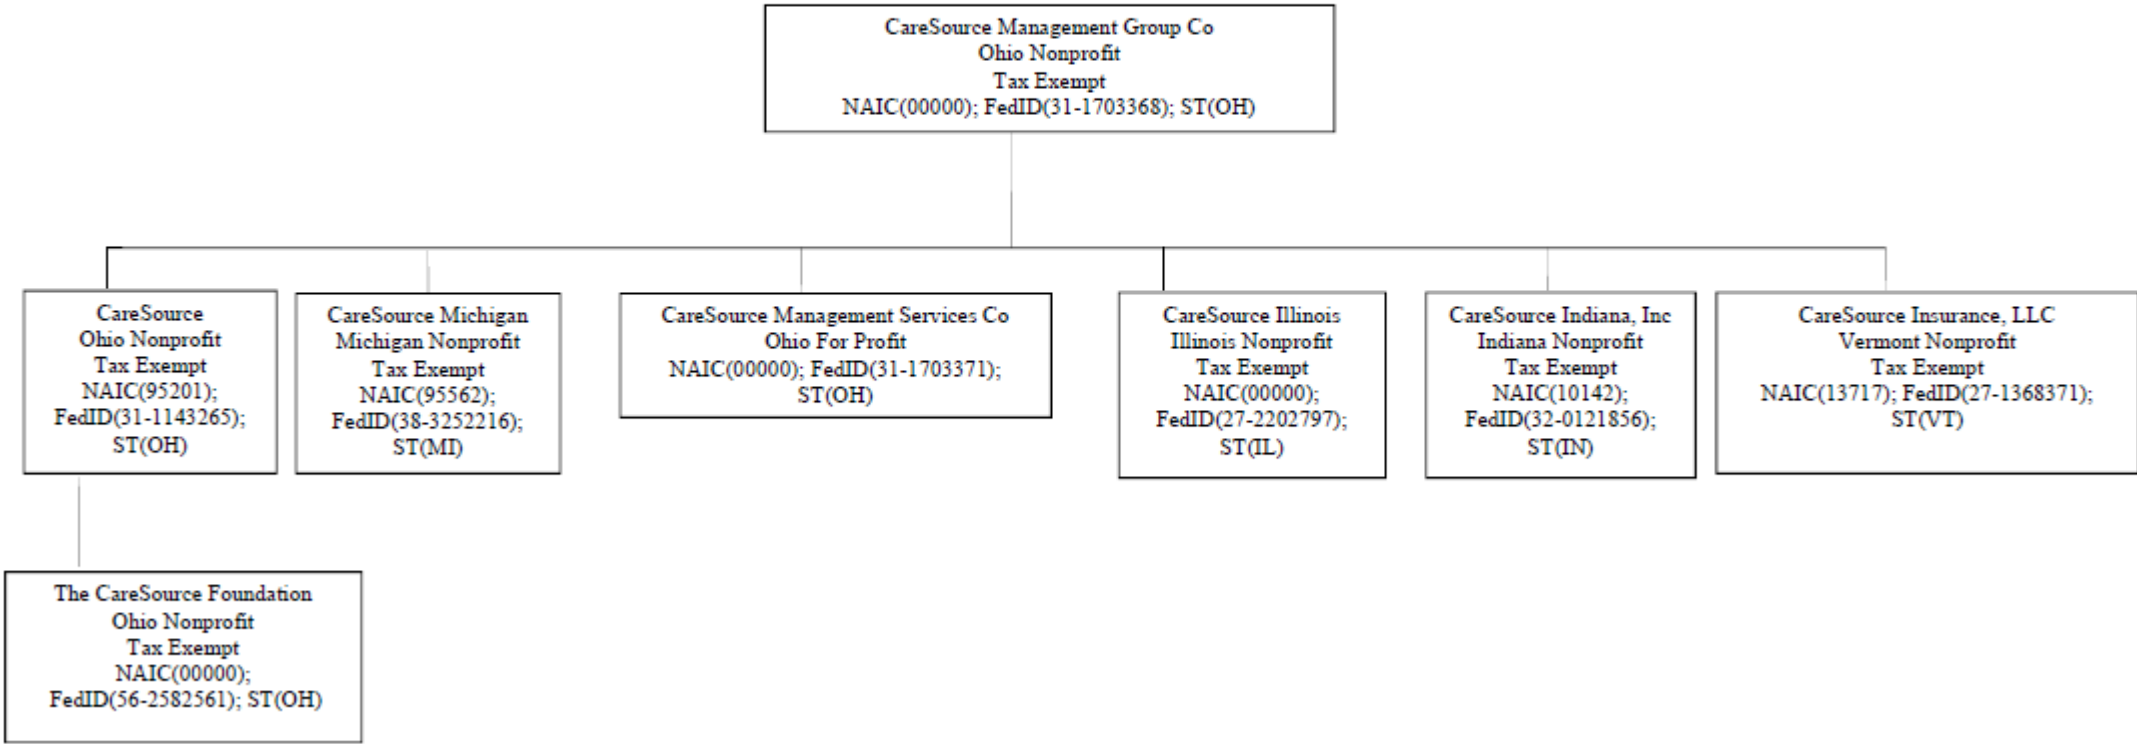 CareSource Management Group Co
Ohio Nonprofit
Tax Exempt
NAIC(00000); FedID(31-1703368); ST(OH)
CareSource
Ohio Nonprofit
Tax Exempt
NAIC(95201);
FedID(31-1143265);
ST(OH)
CareSource Michigan
Michigan Nonprofit
Tax Exempt
NAIC(95562);
FedID(38-3252216);
ST(MI)
CareSource Management Services Co
Ohio For Profit
NAIC(00000); FedID(31-1703371);
ST(OH)
CareSource Illinois
Illinois Nonprofit
Tax Exempt
NAIC(00000);
FedID(27-2202797);
ST(IL)
CareSource Indiana, Inc
Indiana Nonprofit
Tax Exempt
NAIC(10142);
FedID(32-0121856);
ST(IN)
CareSource Insurance, LLC
Vermont Nonprofit
Tax Exempt
NAIC(13717); FedID(27-1368371);
ST(VT)
The CareSource Foundation
Ohio Nonprofit
Tax Exempt
NAIC(00000);
FedID(56-2582561); ST(OH)